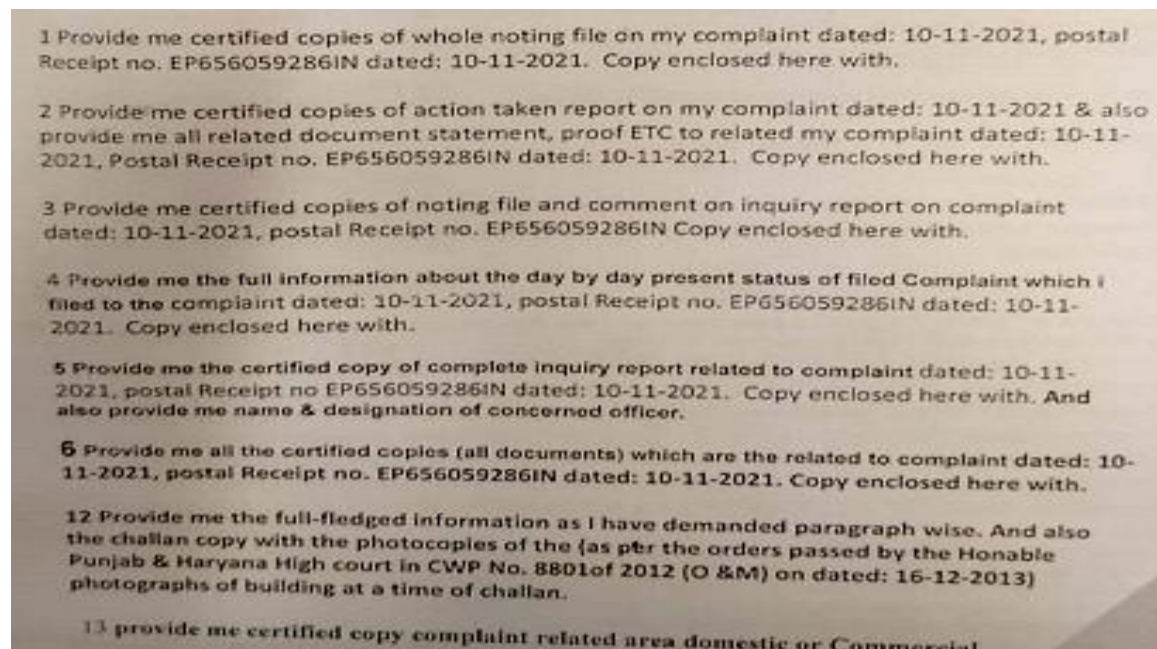 1 Provide me certified copies of whole noting file on my complaint dated: 10-11-2021, postal
Receipt no. EP656059286IN dated: 10-11-2021. Copy enclosed here with.
2 Provide me certified copies of action taken report on my complaint dated: 10-11-2021 & also
provide me all related document statement, proof ETC to related my complaint dated: 10-11-
2021, Postal Receipt no. EP656059286IN dated: 10-11-2021. Copy enclosed here with.
3 Provide me certified copies of noting file and comment on inquiry report on complaint
dated: 10-11-2021, postal Receipt no. EP656059286IN Copy enclosed here with.
4 Provide me the full information about the day by day present status of filed Complaint which i
filed to the complaint dated: 10-11-2021, postal Receipt no. EP656059286IN dated: 10-11-
2021. Copy enclosed here with.
5 Provide me the certified copy of complete inquiry report related to complaint dated: 10-11-
2021, postal Receipt no EP656059286IN dated: 10-11-2021. Copy enclosed here with. And
also provide me name & designation of concerned officer.
6 Provide me all the certified copies (all documents) which are the related to complaint dated: 10-
11-2021, postal Receipt no. EP656059286IN dated: 10-11-2021. Copy enclosed here with.
12 Provide me the full-fledged information as I have demanded paragraph wise. And also
the challan copy with the photocopies of the (as per the orders passed by the Honable
Punjab & Haryana High court in CWP No. 8801of 2012 (O &M) on dated: 16-12-2013)
photographs of building at a time of challan.
13 provide me certified copy complaint related area domestic or Commercial